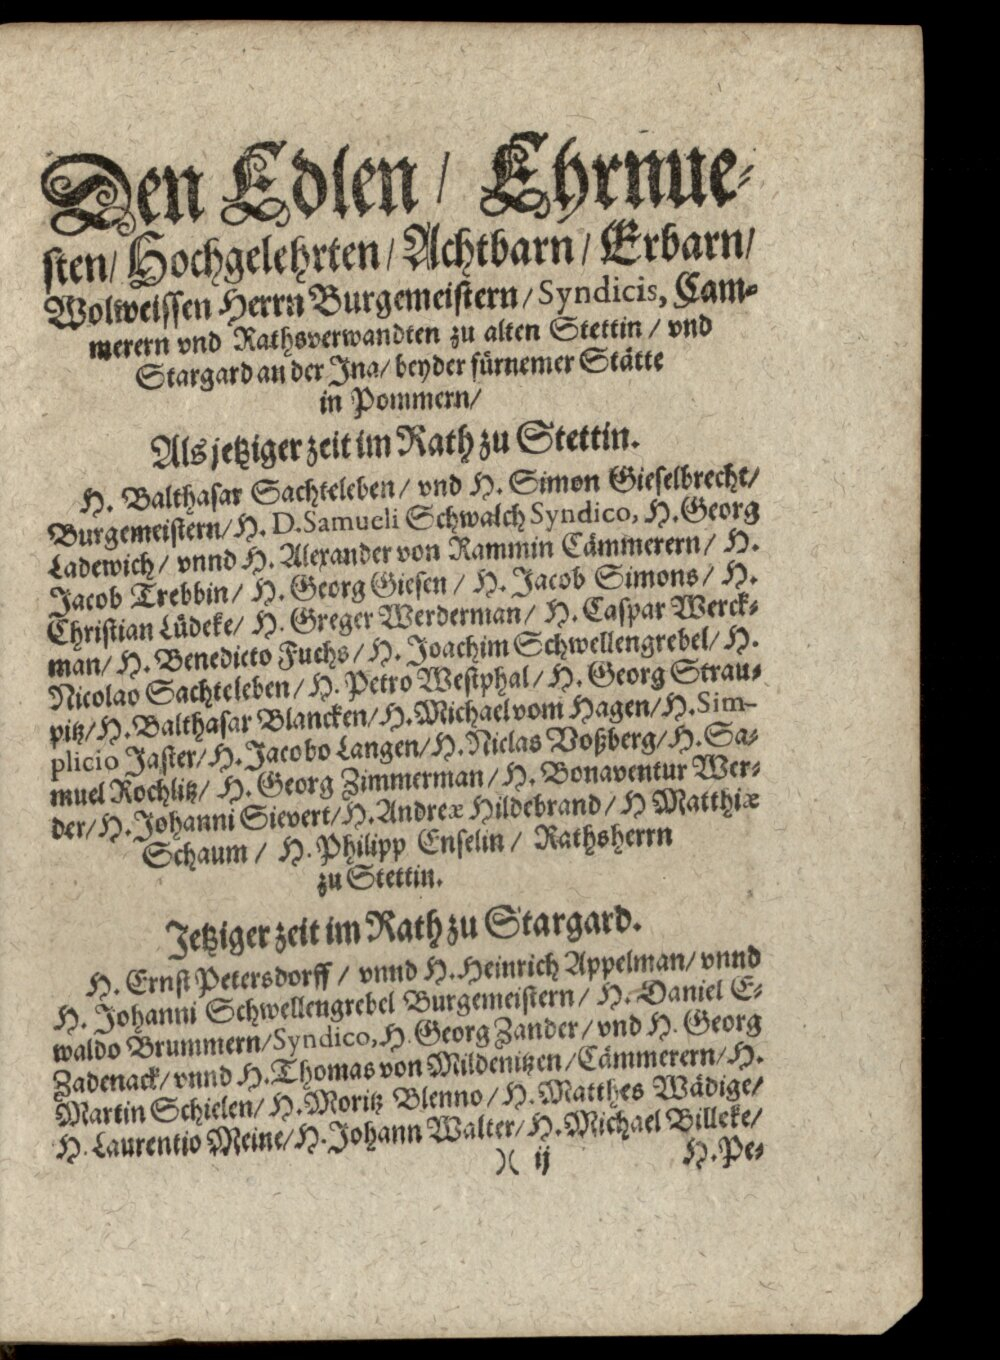 Den Edlen / Ehrnue⸗
sten/ Hochgelehrten / Achtbarn / Erbarn/
Wolweissen Herrn Burgemeistern / Syndicis, Cam⸗
merern vnd Rathsverwandten zu alten Stettin / vnd
Stargard an der Ina / beyder fürnemer Stätte
in Pommern/
Als jetziger zeit im Rath zu Stettin.
H. Balthasar Sachteleben / vnd H. Simon Gieselbrecht/
Burgemeistern/ H. D. Samueli Schwalch Syndico, H. Georg
Ladewich/ vnnd H. Alexander von Rammin Cämmerern/ H.
Jacob Trebbin/ H. Georg Giesen / H. Jacob Simons/ H.
Christian Lüdeke/ H. Greger Werderman/ H. Caspar Werck⸗
man/ H. Benedicto Fuchs/ H. Joachim Schwellengrebel/ H.
Nicolao Sachteleben/ H. Petro Westphal/ H. Georg Strau⸗
pitz/ H. Balthasar Blancken/ H. Michael vom Hagen/ H. Sim-
plicio Jaster/ H. Jacobo Langen/ H. Niclas Voßberg/ H. Sa⸗
muel Rochlitz/ H. Georg Zimmerman / H. Bonaventur Wer⸗
der/ H. Johanni Sievert/ H. Andreæ Hildebrand/ H Matthiæ
Schaum / H. Philipp Enselin / Rathsherrn
zu Stettin.
Jetziger zeit im Rath zu Stargard.
H. Ernst Petersdorff / vnnd H. Heinrich Appelman/ vnnd
H. Johanni Schwellengrebel Burgemeistern / H. Daniel E⸗
waldo Brummern/ Syndico, H. Georg Zander / vnd H. Georg
Zadenack/ vnnd H. Thomas von Mildenitzen / Cämmerern/ H.
Martin Schielen/ H. Moritz Blenno / H. Matthes Wädige/
H. Laurentio Meine/ H. Johann Walter/ H. Michael Billeke/
)( ij H. Pe⸗